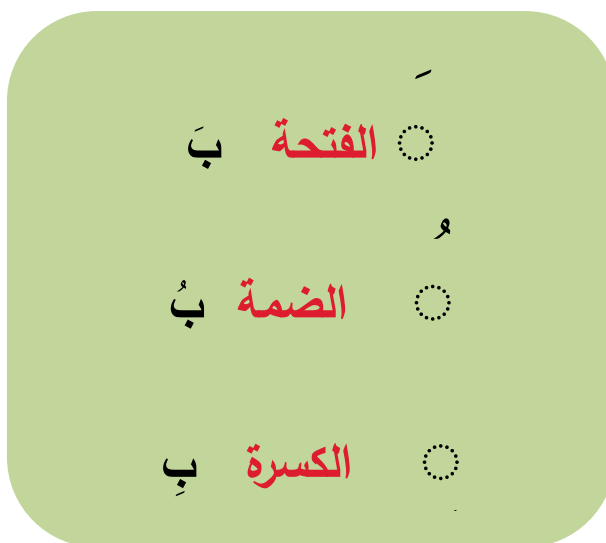 ◌َ الفتحة بَ
◌ُ الضمة بُ
◌ِ الكسرة بِ